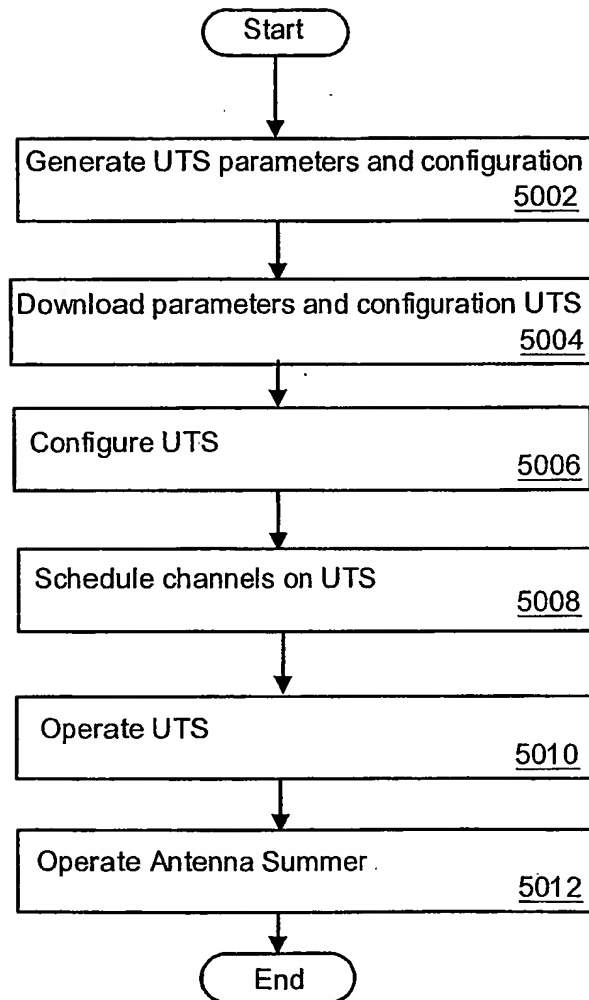 Start
Generate UTS parameters and configuration
5002
Download parameters and configuration UTS
5004
Configure UTS
5006
Schedule channels on UTS
5008
Operate UTS
5010
Operate Antenna Summer
5012
End